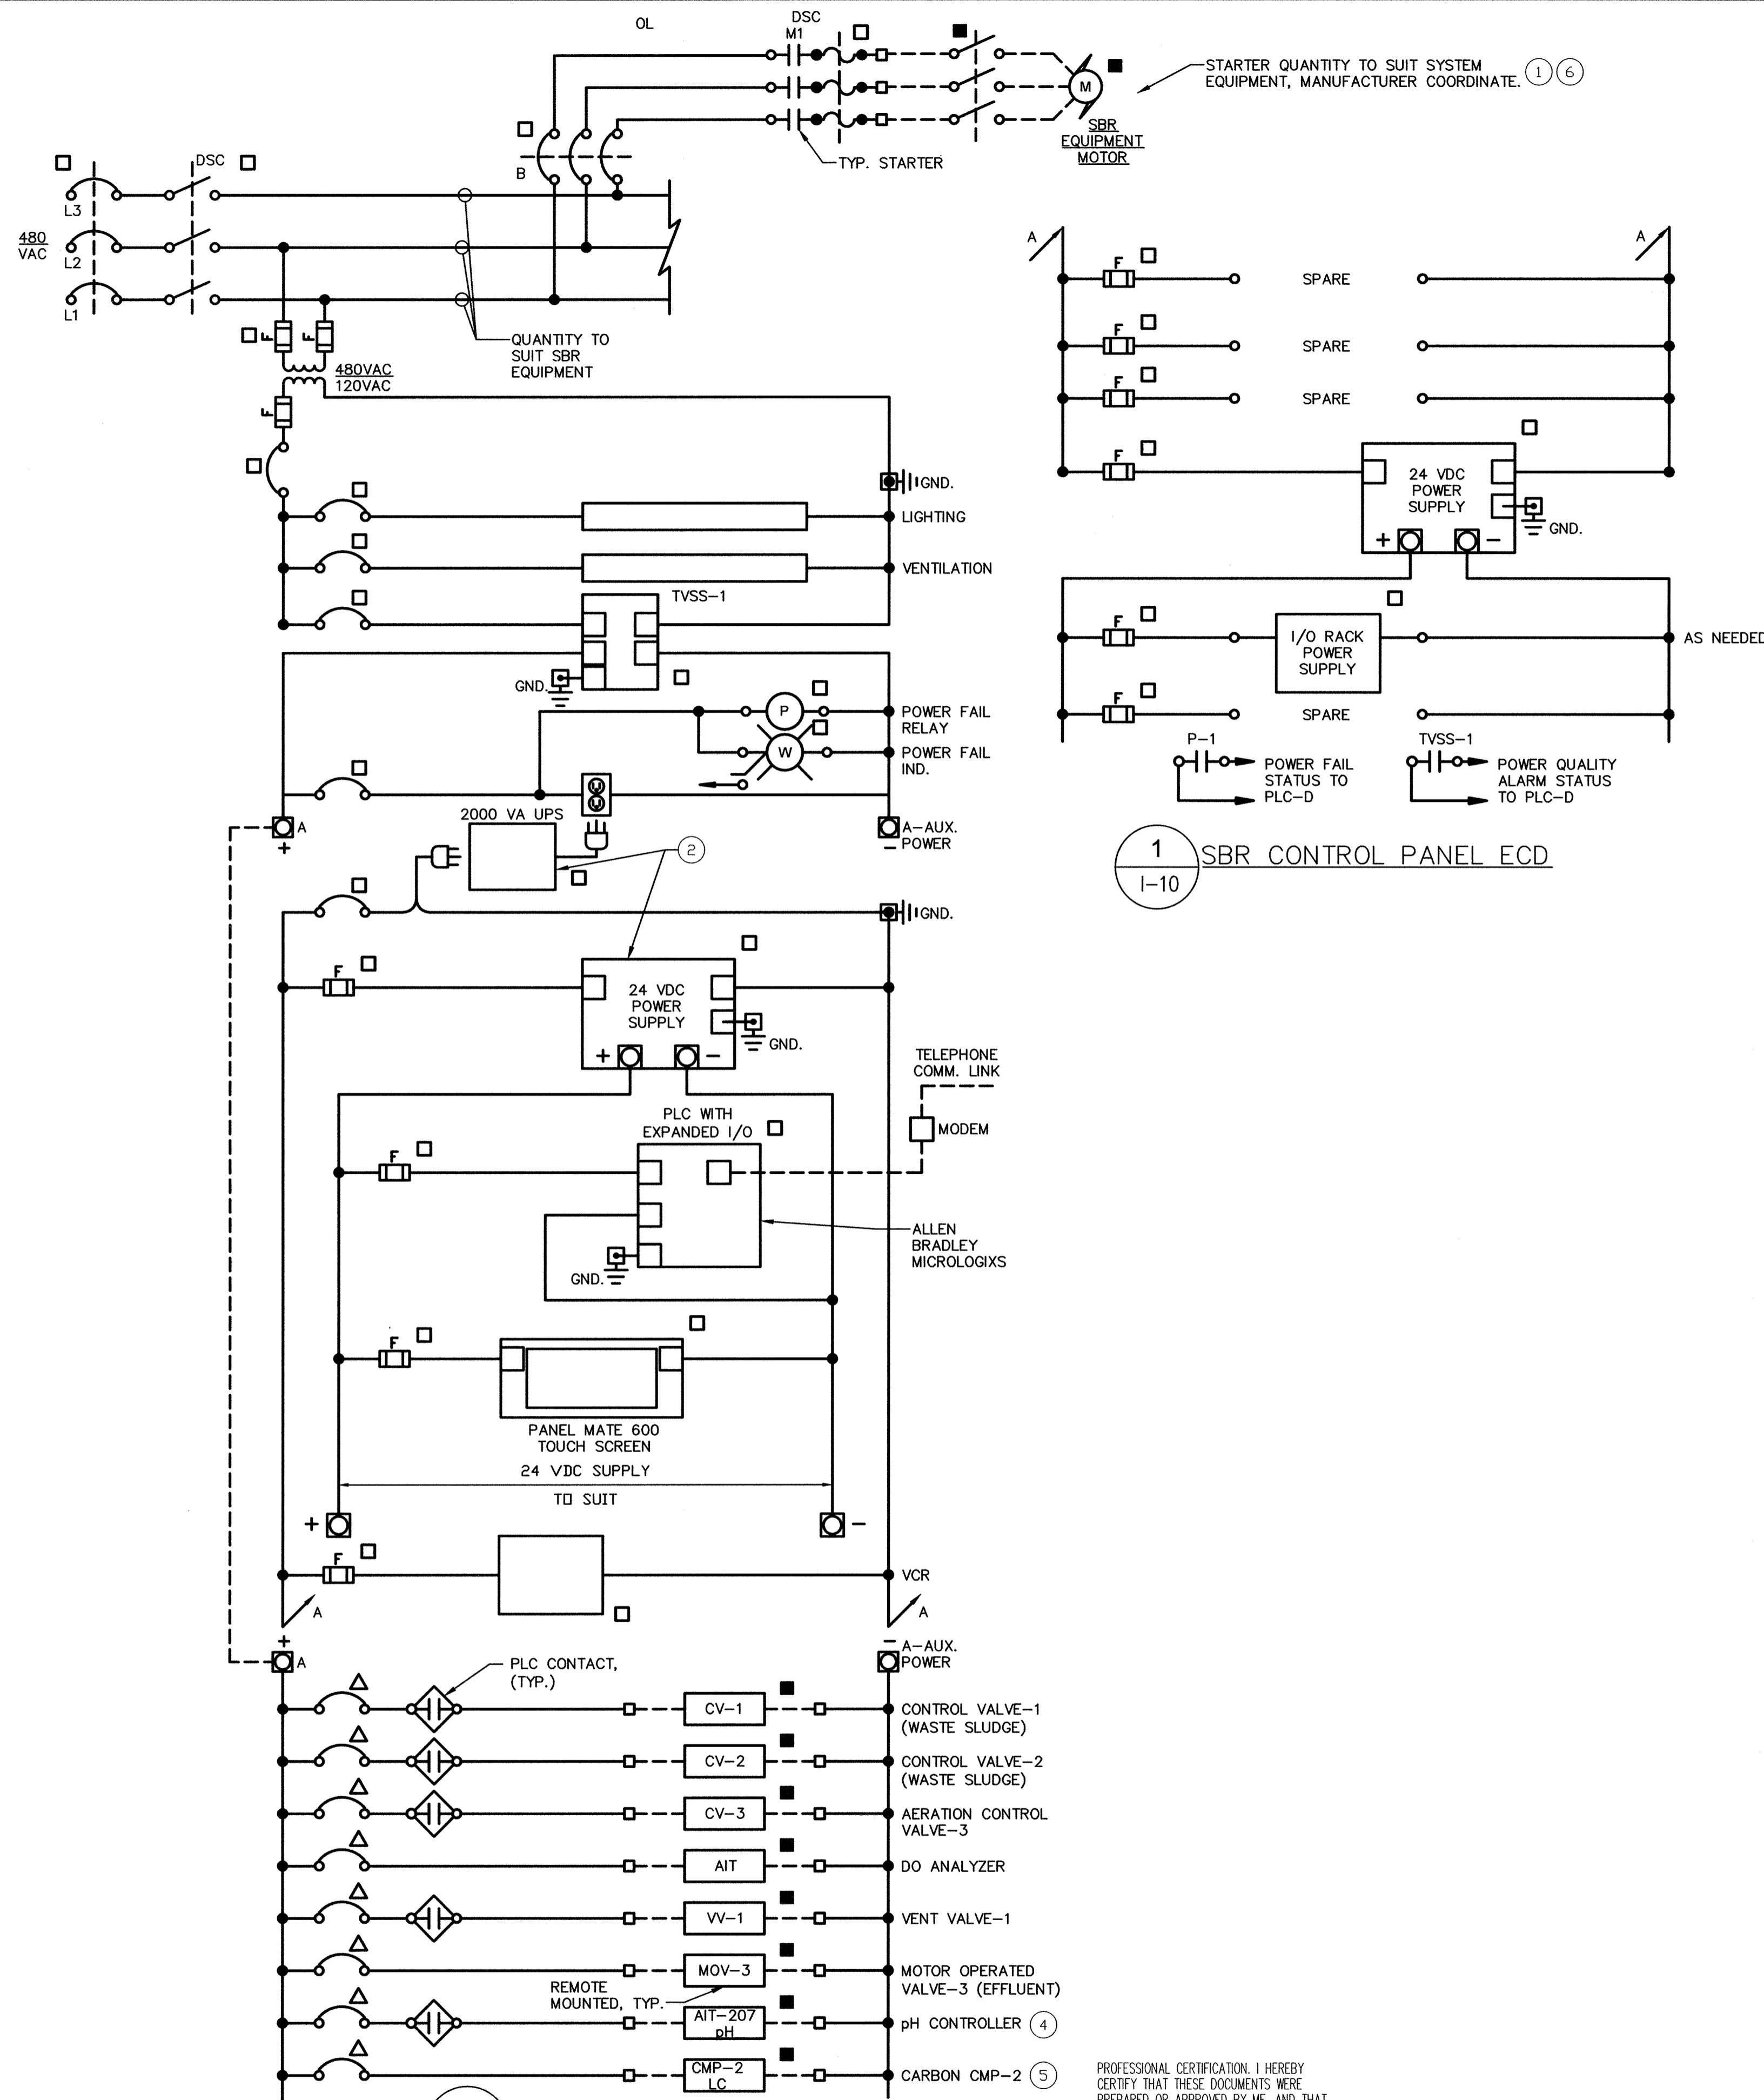 OL
DSC
M1
STARTER QUANTITY TO SUIT SYSTEM
EQUIPMENT, MANUFACTURER COORDINATE. 1 6
M
SBR
EQUIPMENT
MOTOR
TYP. STARTER
B
DSC
L3
480
VAC
L2
L1
QUANTITY TO
SUIT SBR
EQUIPMENT
F F
480VAC
120VAC
F
GND.
LIGHTING
VENTILATION
TVSS-1
GND.
P
POWER FAIL
RELAY
W
POWER FAIL
IND.
2000 VA UPS
A
+
A-AUX.
- POWER
2
GND.
F
24 VDC
POWER
SUPPLY
+ -
GND.
TELEPHONE
COMM. LINK
PLC WITH
EXPANDED I/O
MODEM
F
ALLEN
BRADLEY
MICROLOGIXS
GND.
F
PANEL MATE 600
TOUCH SCREEN
24 VDC SUPPLY
TO SUIT
+ -
F
VCR
A A
+
A
- A-AUX.
POWER
PLC CONTACT,
(TYP.)
CV-1
CONTROL VALVE-1
(WASTE SLUDGE)
CV-2
CONTROL VALVE-2
(WASTE SLUDGE)
CV-3
AERATION CONTROL
VALVE-3
AIT
DO ANALYZER
VV-1
VENT VALVE-1
MOV-3
MOTOR OPERATED
VALVE-3 (EFFLUENT)
REMOTE
MOUNTED, TYP.
AIT-207
pH
pH CONTROLLER 4
CMP-2
LC
CARBON CMP-2 5
A A
F SPARE
F SPARE
F SPARE
F
24 VDC
POWER
SUPPLY
+ -
GND.
F
I/O RACK
POWER
SUPPLY
AS NEEDED
F SPARE
P-1
POWER FAIL
STATUS TO
PLC-D
TVSS-1
POWER QUALITY
ALARM STATUS
TO PLC-D
1
I-10
SBR CONTROL PANEL ECD
PROFESSIONAL CERTIFICATION. I HEREBY
CERTIFY THAT THESE DOCUMENTS WERE
PREPARED OR APPROVED BY ME, AND THAT